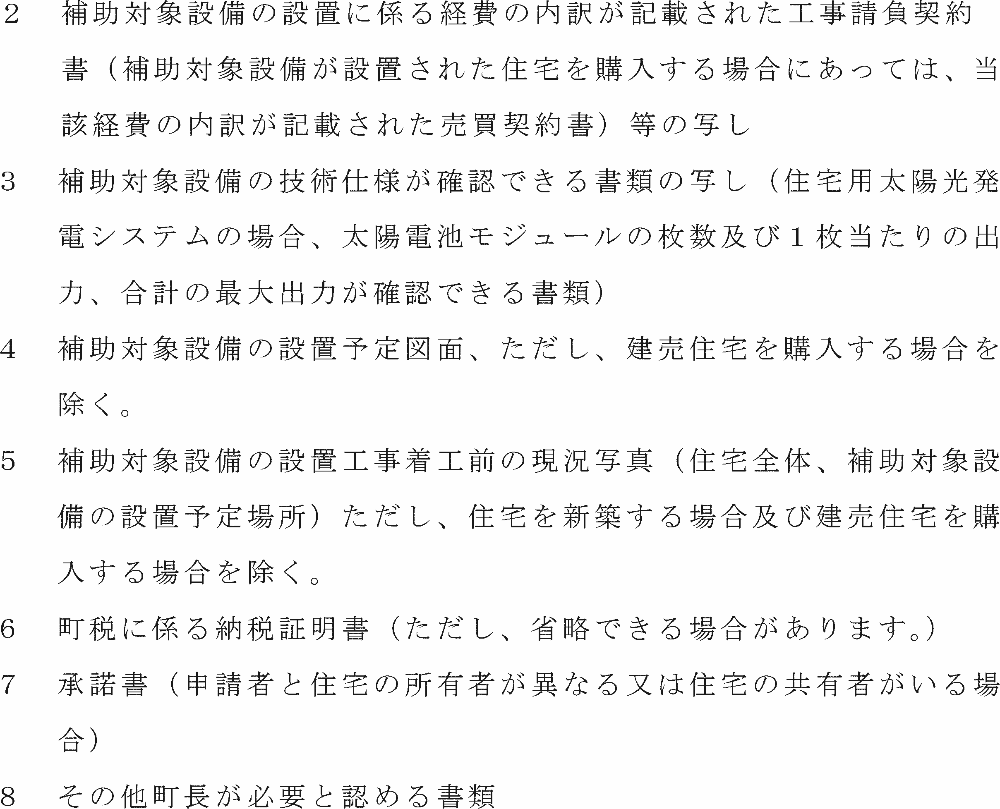 ２　補助対象設備の設置に係る経費の内訳が記載された工事請負契約
書（補助対象設備が設置された住宅を購入する場合にあっては、当
該経費の内訳が記載された売買契約書）等の写し
３　補助対象設備の技術仕様が確認できる書類の写し（住宅用太陽光発
電システムの場合、太陽電池モジュールの枚数及び１枚当たりの出
力、合計の最大出力が確認できる書類）
４　補助対象設備の設置予定図面、ただし、建売住宅を購入する場合を
除く。
５　補助対象設備の設置工事着工前の現況写真（住宅全体、補助対象設
備の設置予定場所）ただし、住宅を新築する場合及び建売住宅を購
入する場合を除く。
６　町税に係る納税証明書（ただし、省略できる場合があります。）
７　承諾書（申請者と住宅の所有者が異なる又は住宅の共有者がいる場
合）
８　その他町長が必要と認める書類